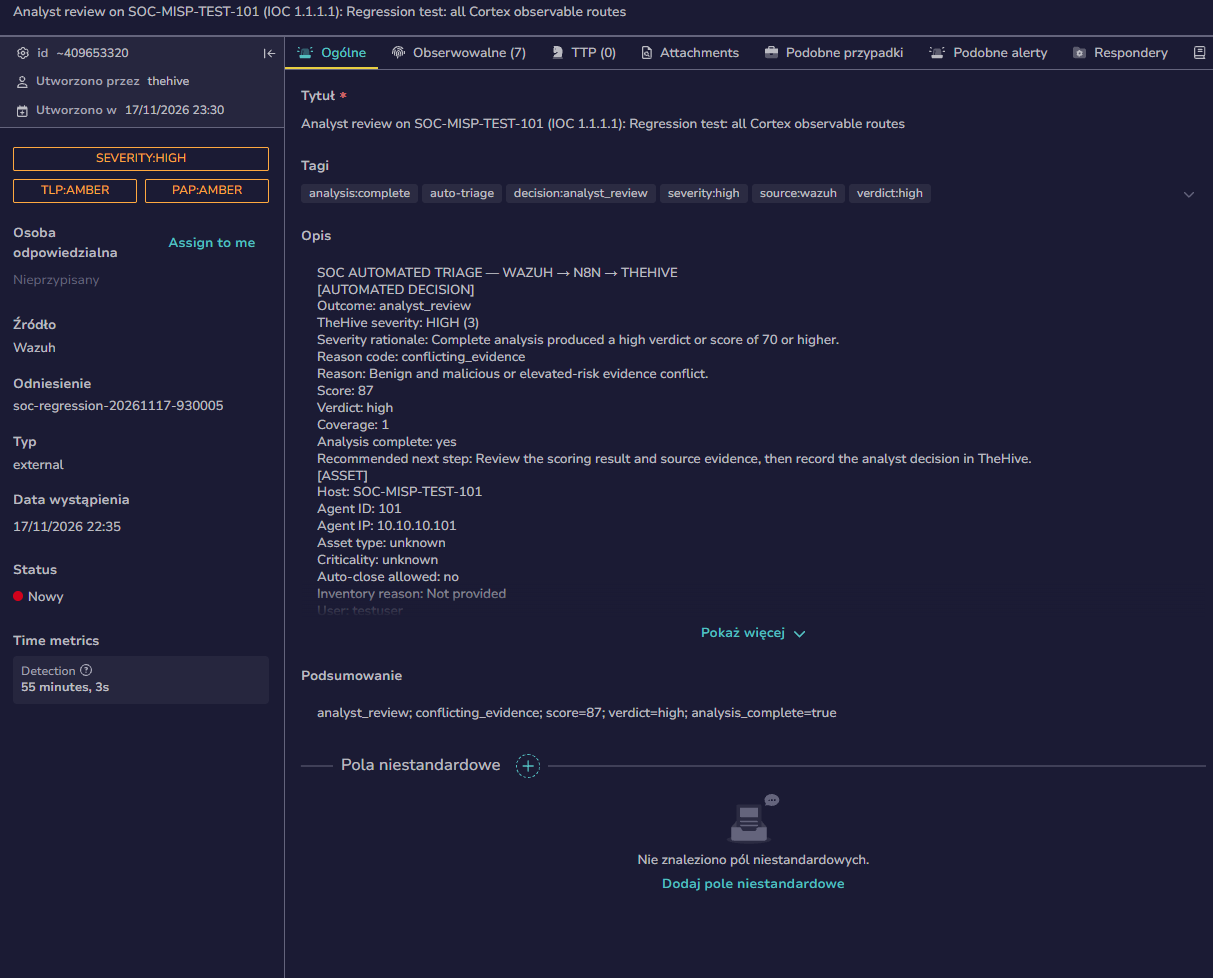 Analyst review on SOC-MISP-TEST-101 (IOC 1.1.1.1): Regression test: all Cortex observable routes
id ~409653320
Utworzono przez thehive
Utworzono w 17/11/2026 23:30
SEVERITY:HIGH
TLP:AMBER PAP:AMBER
Osoba odpowiedzialna
Assign to me
Nieprzypisany
Źródło
Wazuh
Odniesienie
soc-regression-20261117-930005
Typ
external
Data wystąpienia
17/11/2026 22:35
Status
Nowy
Time metrics
Detection
55 minutes, 3s
Ogólne Obserwowalne (7) TTP (0) Attachments Podobne przypadki Podobne alerty Respondery
Tytuł *
Analyst review on SOC-MISP-TEST-101 (IOC 1.1.1.1): Regression test: all Cortex observable routes
Tagi
analysis:complete auto-triage decision:analyst_review severity:high source:wazuh verdict:high
Opis
SOC AUTOMATED TRIAGE — WAZUH → N8N → THEHIVE
[AUTOMATED DECISION]
Outcome: analyst_review
TheHive severity: HIGH (3)
Severity rationale: Complete analysis produced a high verdict or score of 70 or higher.
Reason code: conflicting_evidence
Reason: Benign and malicious or elevated-risk evidence conflict.
Score: 87
Verdict: high
Coverage: 1
Analysis complete: yes
Recommended next step: Review the scoring result and source evidence, then record the analyst decision in TheHive.
[ASSET]
Host: SOC-MISP-TEST-101
Agent ID: 101
Agent IP: 10.10.10.101
Asset type: unknown
Criticality: unknown
Auto-close allowed: no
Inventory reason: Not provided
User: testuser
Pokaż więcej
Podsumowanie
analyst_review; conflicting_evidence; score=87; verdict=high; analysis_complete=true
Pola niestandardowe
Nie znaleziono pól niestandardowych.
Dodaj pole niestandardowe